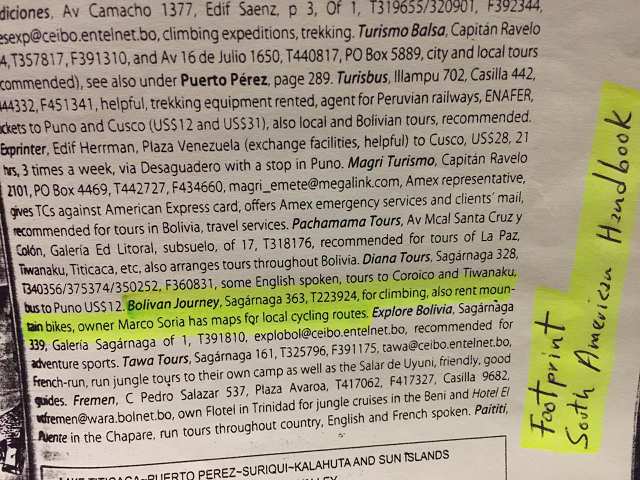 diciones, Av Camacho 1377, Edif Saenz, p 3, Of 1, T319655/320901, F392344,
esexp@ceibo.entelnet.bo, climbing expeditions, trekking. Turismo Balsa, Capitán Ravelo
4, T357817, F391310, and Av 16 de Julio 1650, T440817, PO Box 5889, city and local tours
commended), see also under Puerto Pérez, page 289. Turisbus, Illampu 702, Casilla 442,
44332, F451341, helpful, trekking equipment rented, agent for Peruvian railways, ENAFER,
ckets to Puno and Cusco (US$12 and US$31), also local and Bolivian tours, recommended.
Exprinter, Edif Herrman, Plaza Venezuela (exchange facilities, helpful) to Cusco, US$28, 21
hrs, 3 times a week, via Desaguadero with a stop in Puno. Magri Turismo, Capitán Ravelo
2101, PO Box 4469, T442727, F434660, magri_emete@megalink.com, Amex representative,
gives TCs against American Express card, offers Amex emergency services and clients' mail,
recommended for tours in Bolivia, travel services. Pachamama Tours, Av Mcal Santa Cruz y
Colón, Galería Ed Litoral, subsuelo, of 17, T318176, recommended for tours of La Paz,
Tiwanaku, Titicaca, etc, also arranges tours throughout Bolivia. Diana Tours, Sagárnaga 328,
T340356/375374/350252, F360831, some English spoken, tours to Coroico and Tiwanaku,
bus to Puno US$12. Bolivan Journey, Sagárnaga 363, T223924, for climbing, also rent moun-
tain bikes, owner Marco Soria has maps for local cycling routes. Explore Bolivia, Sagárnaga
339, Galería Sagárnaga of 1, T391810, explobol@ceibo.entelnet.bo, recommended for
adventure sports. Tawa Tours, Sagárnaga 161, T325796, F391175, tawa@ceibo.entelnet.bo,
French-run, run jungle tours to their own camp as well as the Salar de Uyuni, friendly, good
guides. Fremen, C Pedro Salazar 537, Plaza Avaroa, T417062, F417327, Casilla 9682,
vdfremen@wara.bolnet.bo, own Flotel in Trinidad for jungle cruises in the Beni and Hotel El
Puente in the Chapare, run tours throughout country, English and French spoken. Paititi,
LAKE TITICACA~PUERTO PEREZ~SURIQUI~KALAHUTA AND SUN ISLANDS
Footprint
South American Handbook